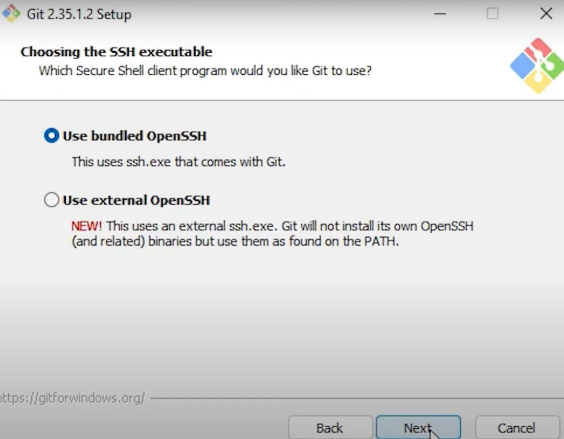 Git 2.35.1.2 Setup
Choosing the SSH executable
Which Secure Shell client program would you like Git to use?
Use bundled OpenSSH
This uses ssh.exe that comes with Git.
Use external OpenSSH
NEW! This uses an external ssh.exe. Git will not install its own OpenSSH
(and related) binaries but use them as found on the PATH.
https://gitforwindows.org/
Back Next Cancel